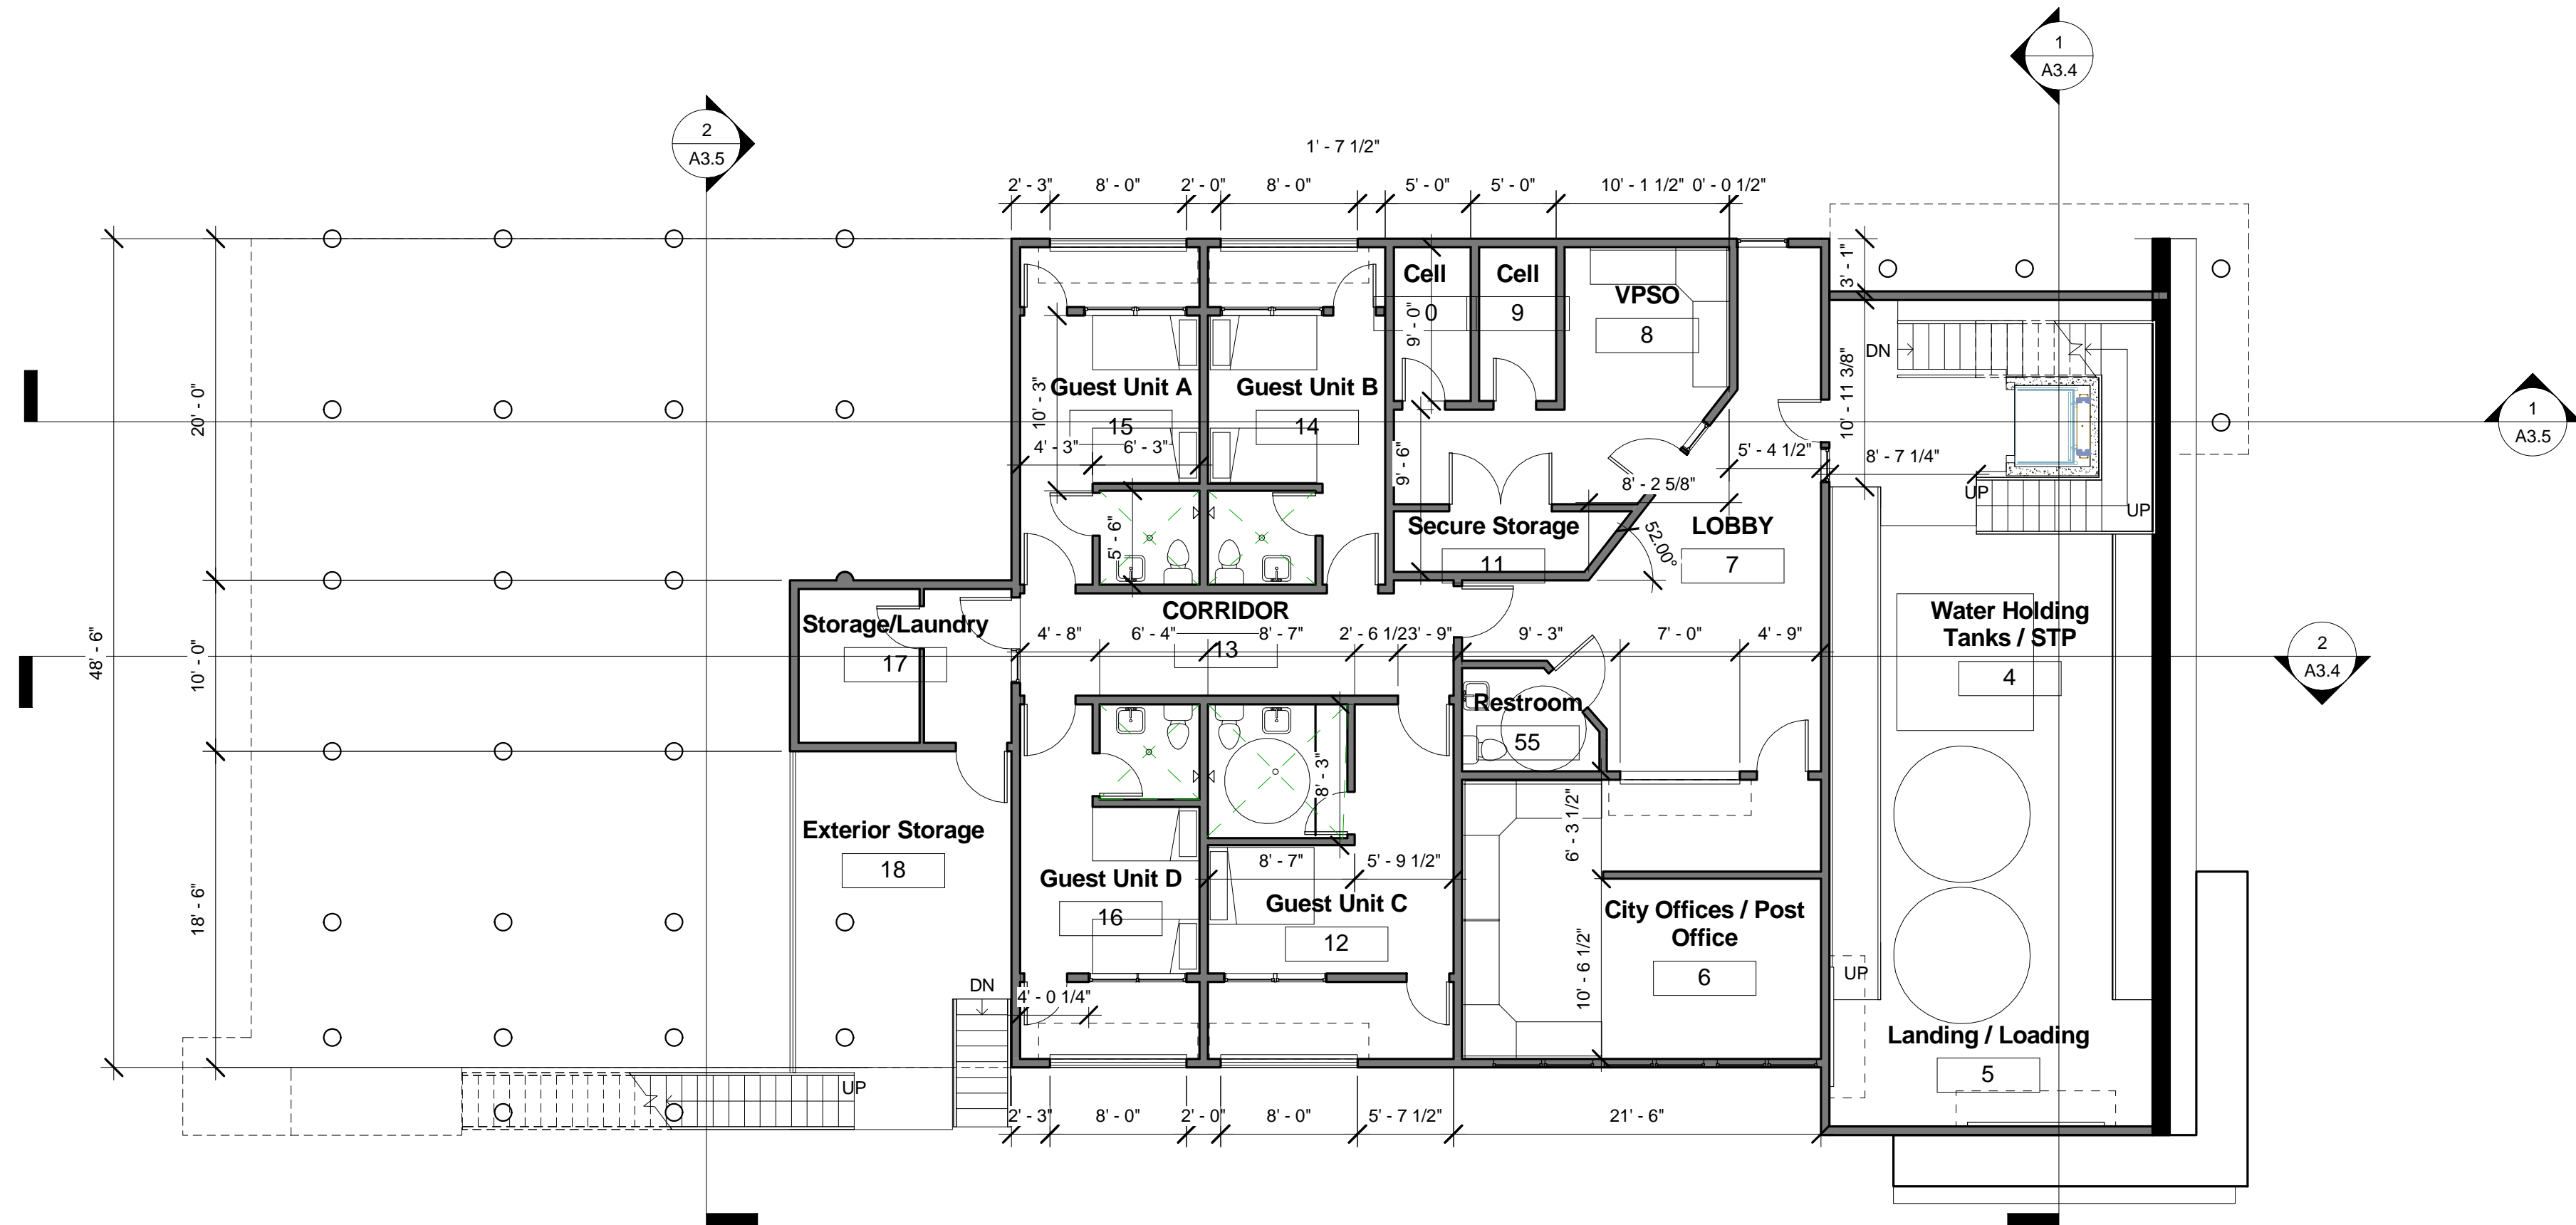 1
A3.4
2
A3.5
1' - 7 1/2"
2' - 3"
8' - 0"
2' - 0"
8' - 0"
5' - 0"
5' - 0"
10' - 1 1/2"
0' - 0 1/2"
3' - 1"
Cell
0
Cell
9
VPSO
8
9' - 0"
DN
10' - 11 3/8"
20' - 0"
Guest Unit A
15
10' - 3"
Guest Unit B
14
1
A3.5
4' - 3"
6' - 3"
9' - 6"
5' - 4 1/2"
8' - 7 1/4"
8' - 2 5/8"
UP
UP
5' - 6"
Secure Storage
11
52.00°
LOBBY
7
48' - 6"
10' - 0"
Storage/Laundry
17
CORRIDOR
13
4' - 8"
6' - 4"
8' - 7"
2' - 6 1/2
3' - 9"
9' - 3"
7' - 0"
4' - 9"
Water Holding
Tanks / STP
4
2
A3.4
Restroom
55
8' - 3"
6' - 3 1/2"
Exterior Storage
18
18' - 6"
8' - 7"
5' - 9 1/2"
Guest Unit D
16
Guest Unit C
12
City Offices / Post
Office
6
10' - 6 1/2"
UP
DN
4' - 0 1/4"
Landing / Loading
5
UP
2' - 3"
8' - 0"
2' - 0"
8' - 0"
5' - 7 1/2"
21' - 6"